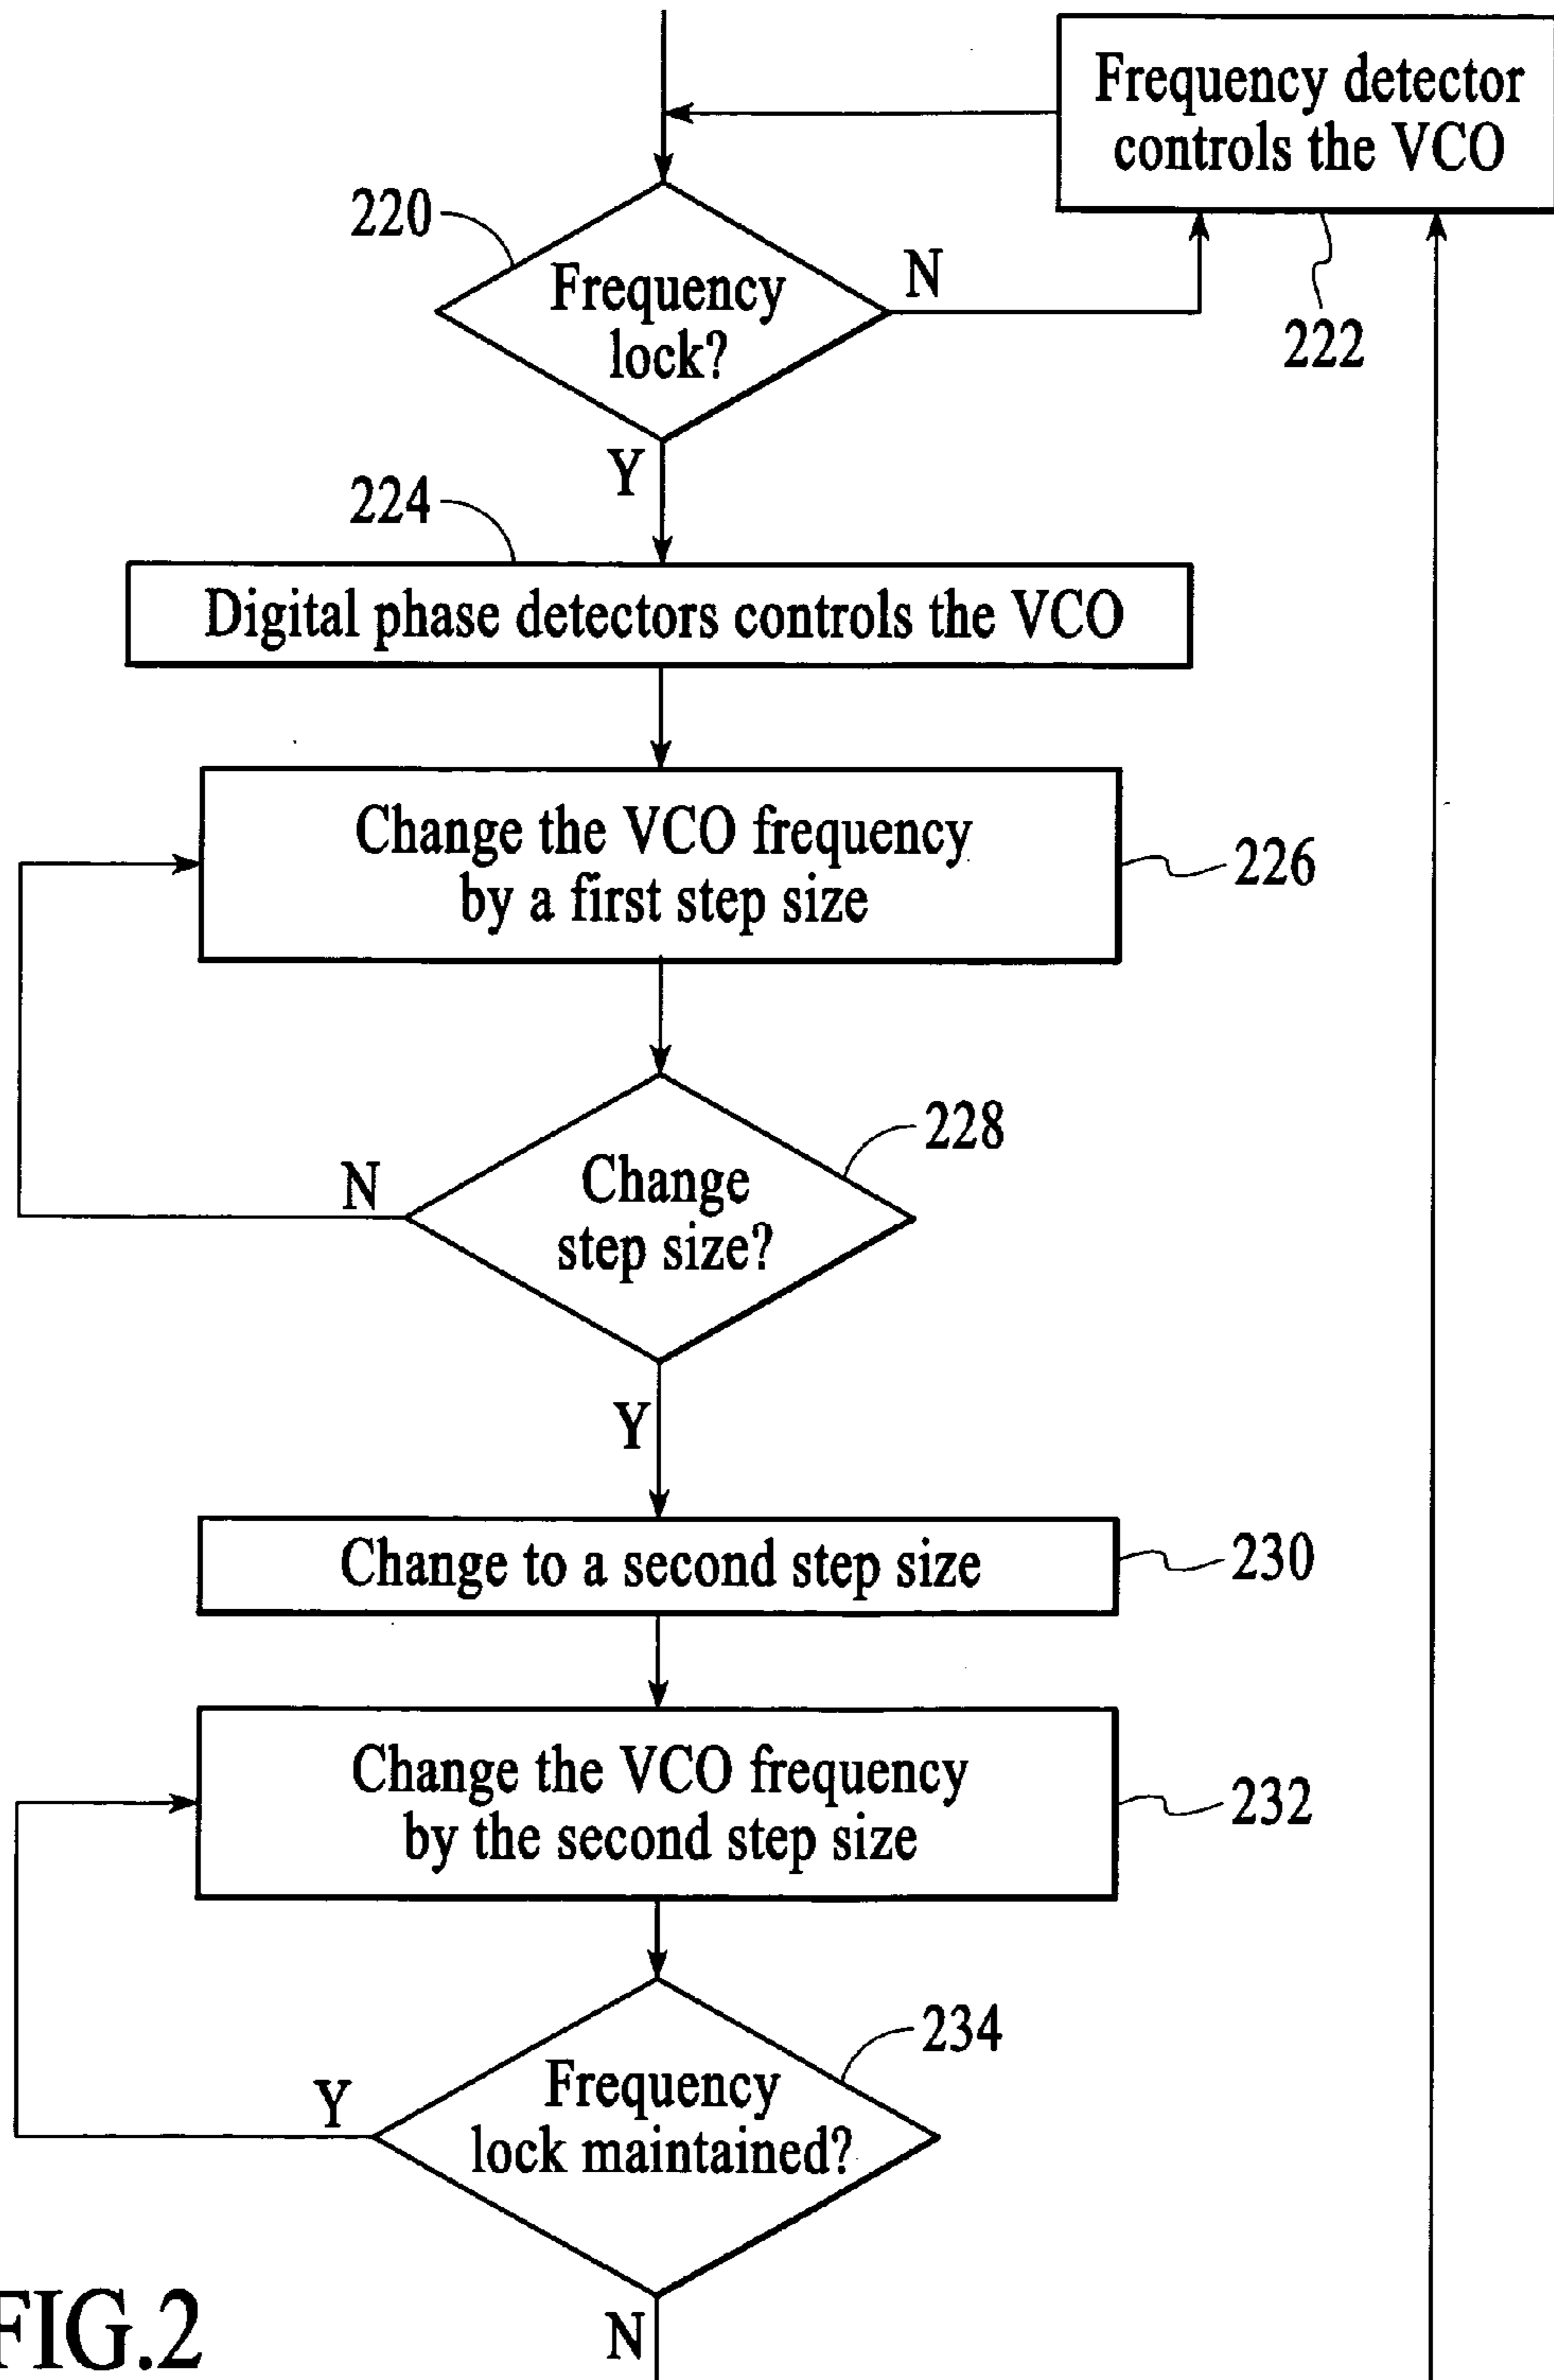 Frequency detector
controls the VCO
220
Frequency
lock?
N
222
Y
224
Digital phase detectors controls the VCO
Change the VCO frequency
by a first step size
226
228
Change
step size?
N
Y
Change to a second step size
230
Change the VCO frequency
by the second step size
232
234
Frequency
lock maintained?
Y
N
FIG.2